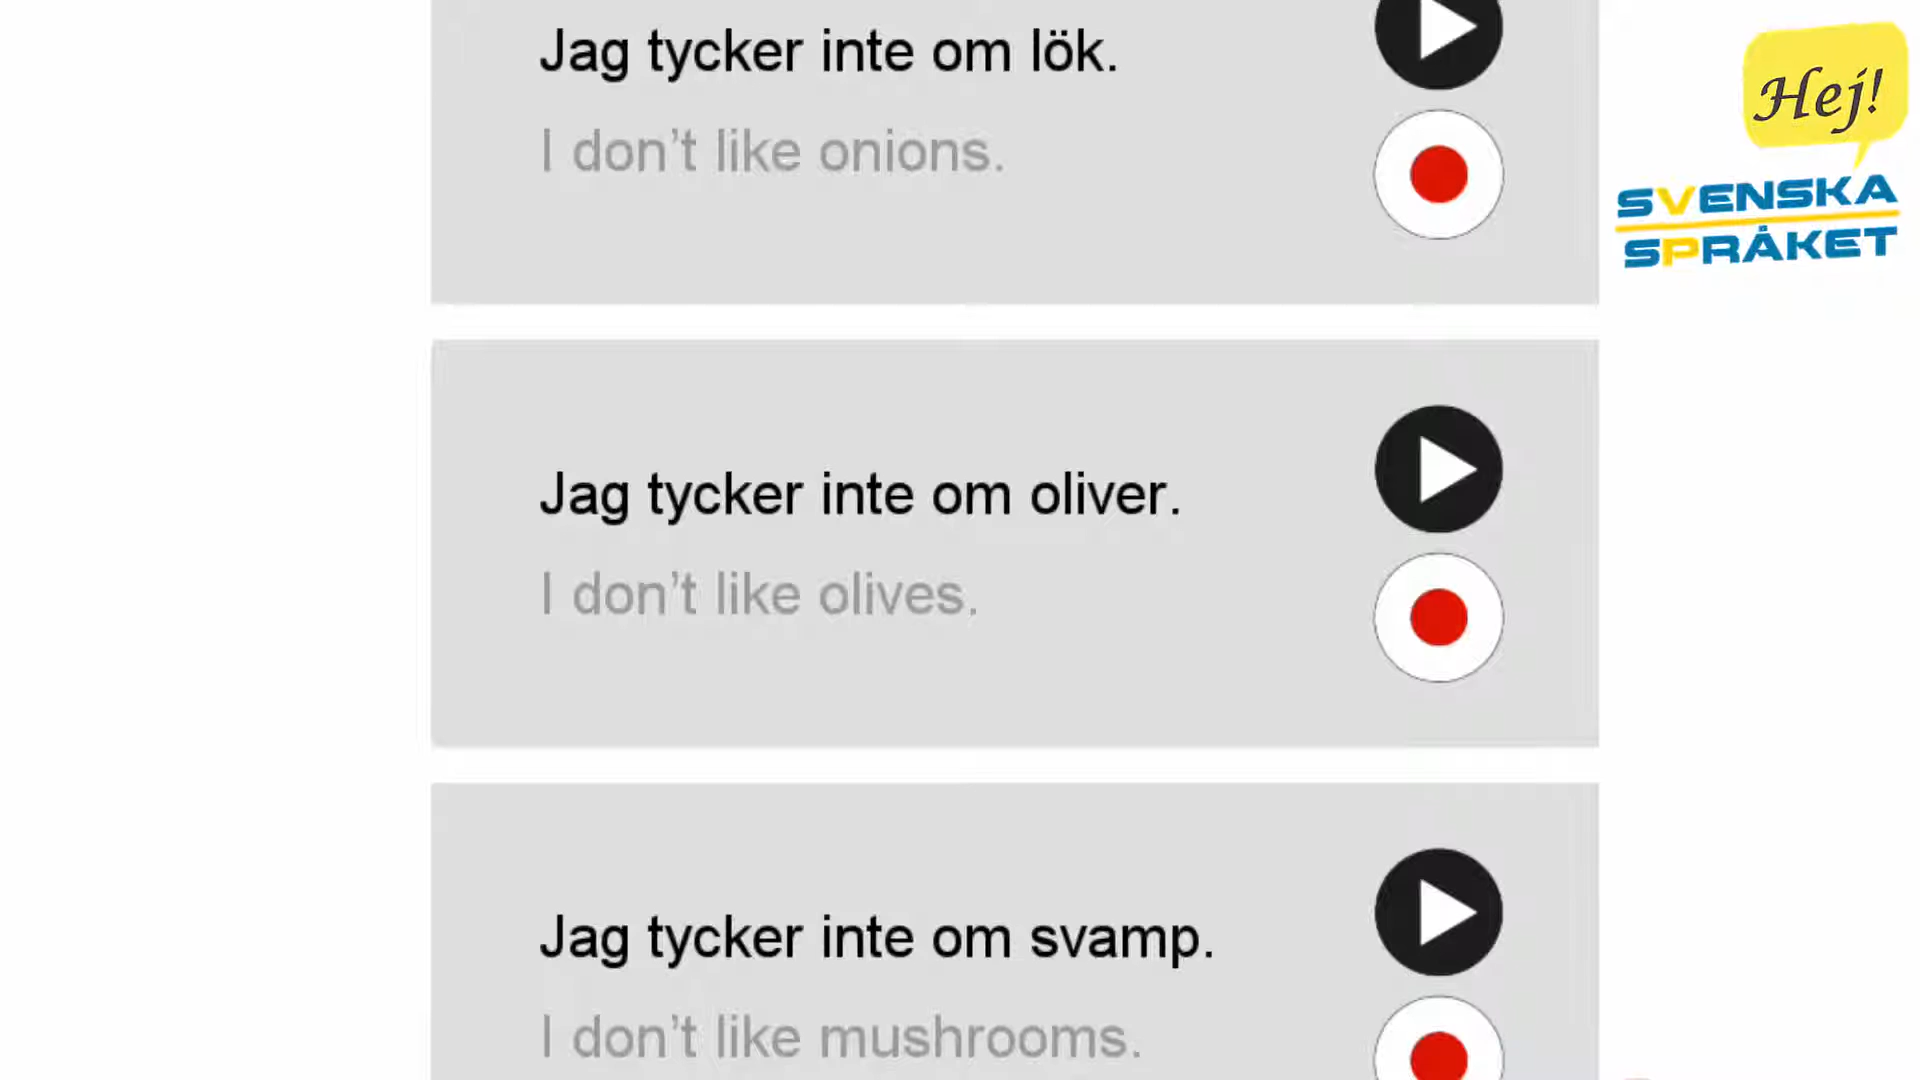 Jag tycker inte om lök.
I don't like onions.
Hej!
SVENSKA
SPRÅKET
Jag tycker inte om oliver.
I don't like olives.
Jag tycker inte om svamp.
I don't like mushrooms.